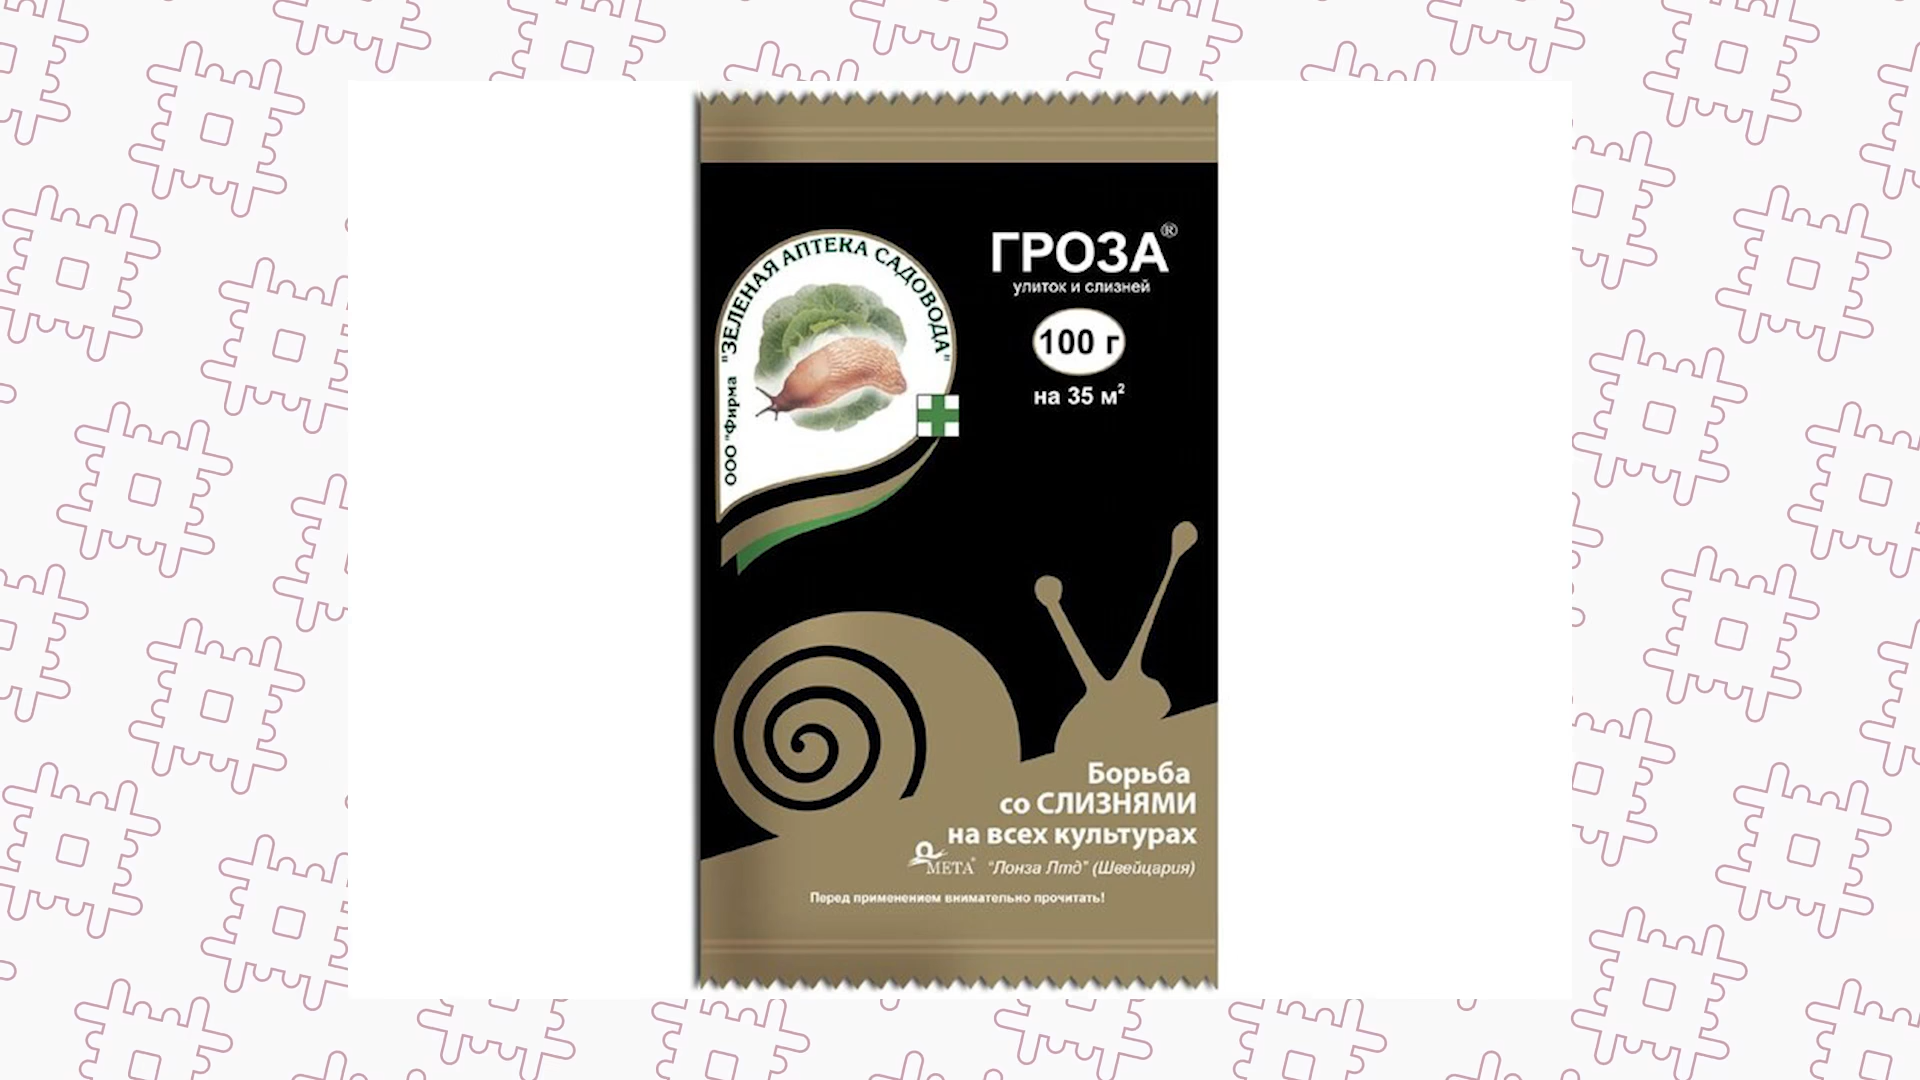 ООО "Фирма "ЗЕЛЕНАЯ АПТЕКА САДОВОДА"
ГРОЗА®
улиток и слизней
100 г
на 35 м²
Борьба
со СЛИЗНЯМИ
на всех культурах
МЕТА® "Лонза Лтд" (Швейцария)
Перед применением внимательно прочитать!